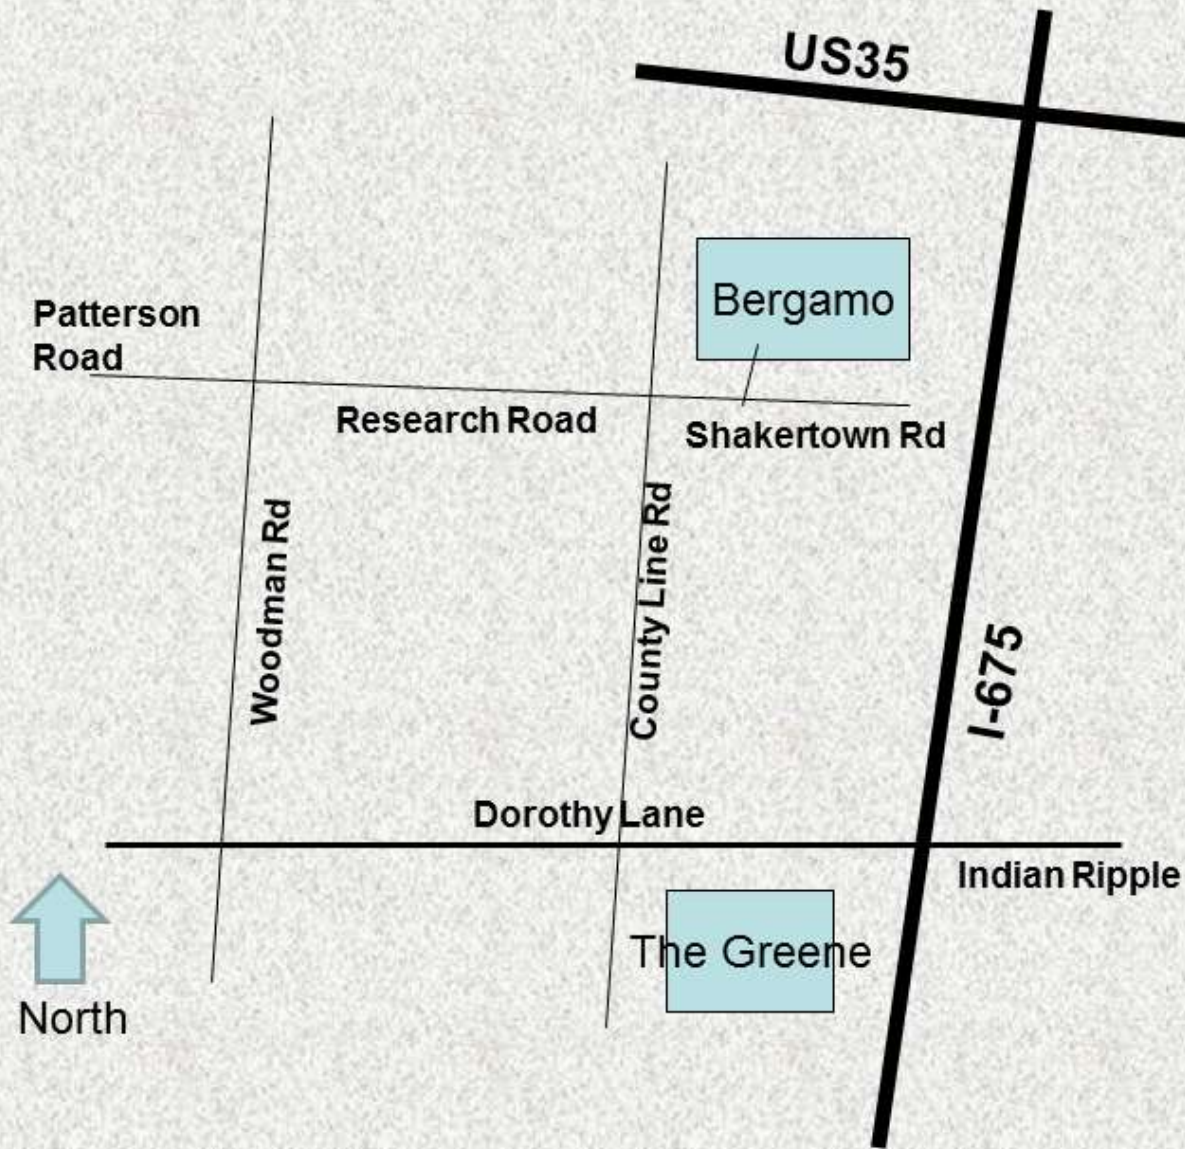 US35
Bergamo
Patterson
Road
Research Road
Shakertown Rd
Woodman Rd
County Line Rd
I-675
Dorothy Lane
Indian Ripple
The Greene
North